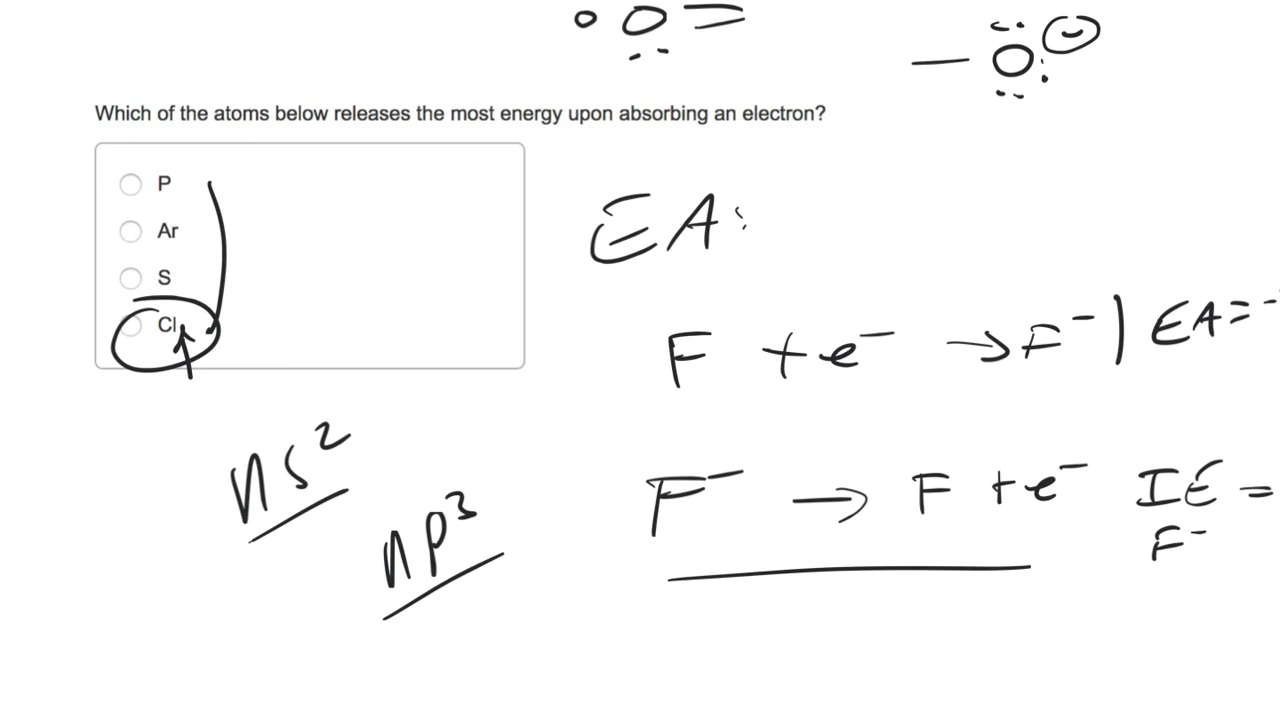 Which of the atoms below releases the most energy upon absorbing an electron?
P
Ar
S
Cl
EA:
F + e⁻ → F⁻ | EA = -
ns²
np³
F⁻ → F + e⁻ IE =
F⁻